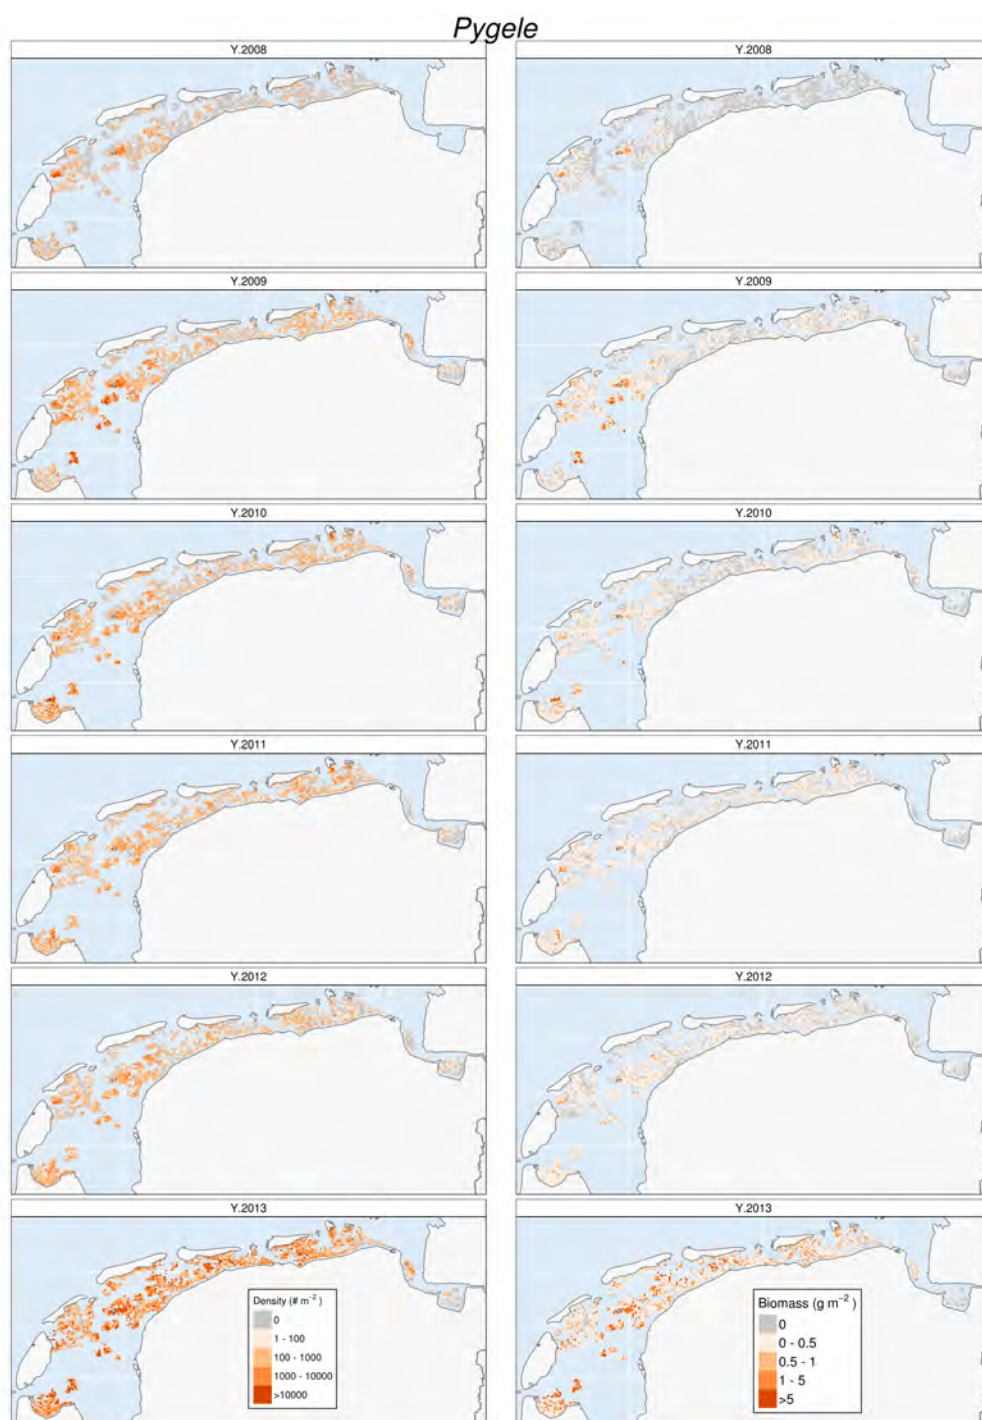 Pygele
Y.2008
Y.2008
Y.2009
Y.2009
Y.2010
Y.2010
Y.2011
Y.2011
Y.2012
Y.2012
Y.2013
Y.2013
Density (# m⁻²)
0
1 - 100
100 - 1000
1000 - 10000
>10000
Biomass (g m⁻²)
0
0 - 0.5
0.5 - 1
1 - 5
>5